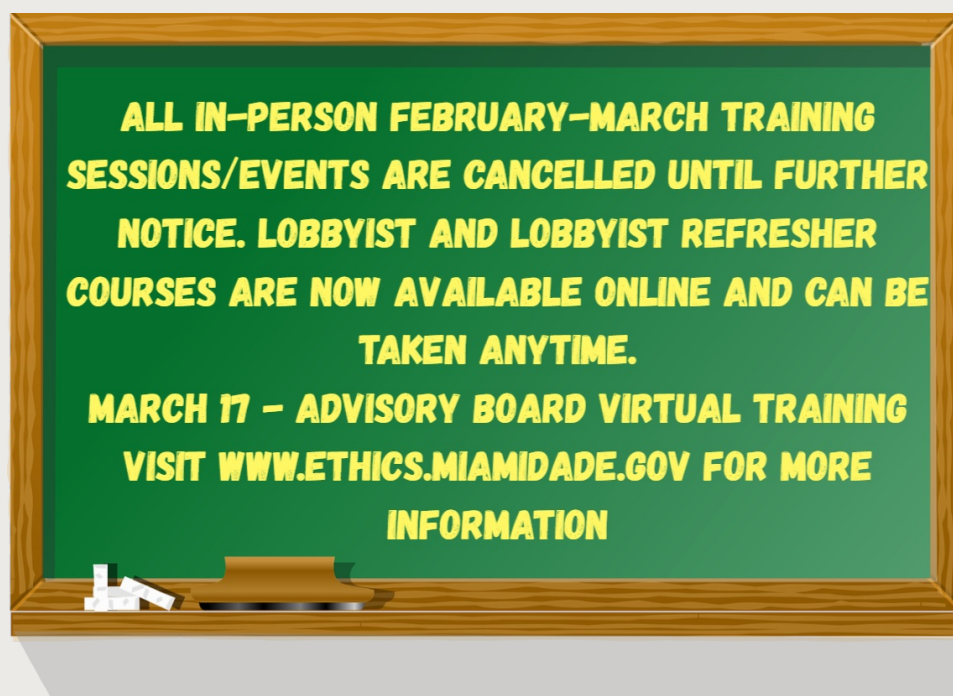 ALL IN-PERSON FEBRUARY-MARCH TRAINING
SESSIONS/EVENTS ARE CANCELLED UNTIL FURTHER
NOTICE. LOBBYIST AND LOBBYIST REFRESHER
COURSES ARE NOW AVAILABLE ONLINE AND CAN BE
TAKEN ANYTIME.
MARCH 17 - ADVISORY BOARD VIRTUAL TRAINING
VISIT WWW.ETHICS.MIAMIDADE.GOV FOR MORE
INFORMATION